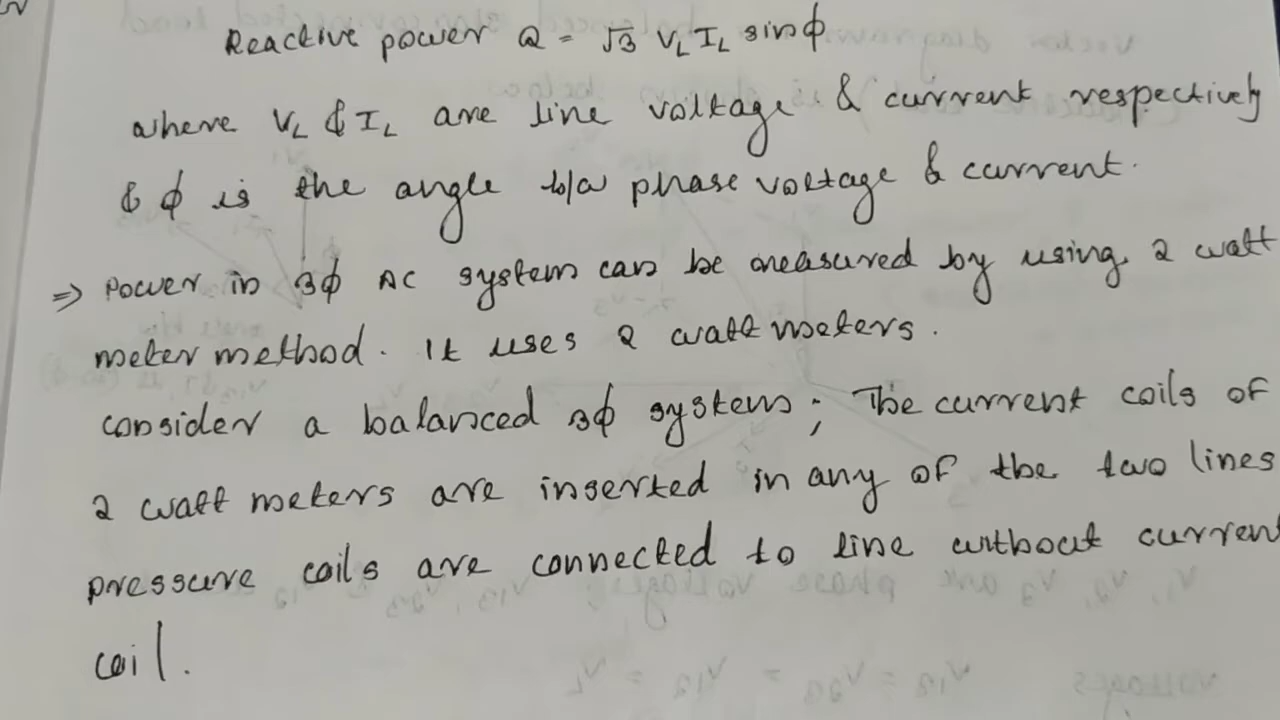 Reactive power Q = √3 VL IL sinϕ
where VL & IL are line voltage & current respectively
& ϕ is the angle b/w phase voltage & current.
⇒ Power in 3ϕ AC system can be measured by using 2 watt
meter method. It uses 2 watt meters.
consider a balanced 3ϕ system; The current coils of
2 watt meters are inserted in any of the two lines
pressure coils are connected to line without current
coil.